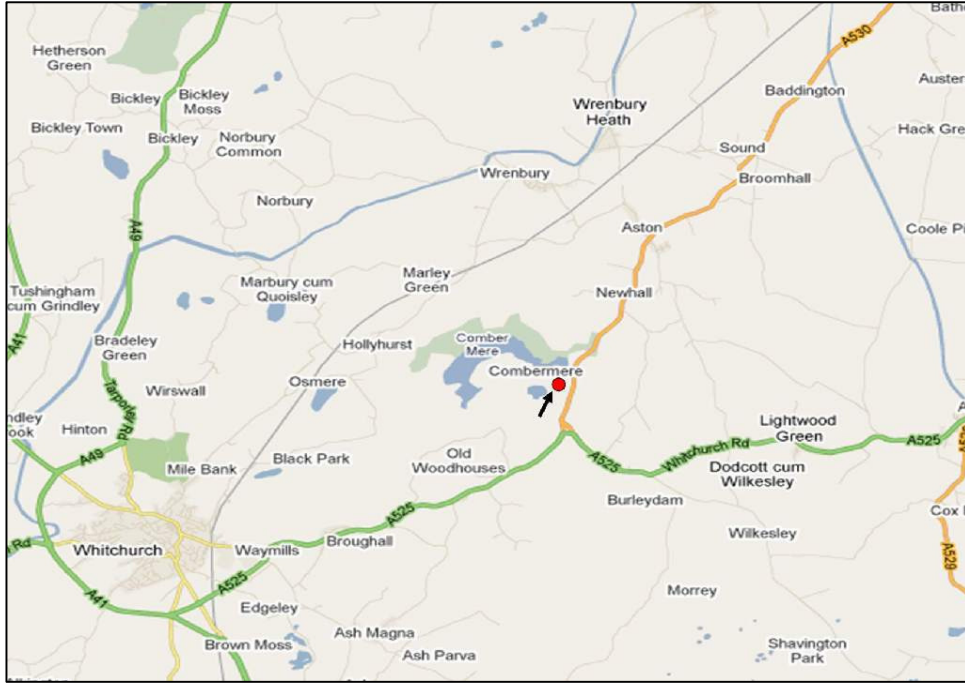 A530
Hetherson
Green
Bickley
Bickley
Moss
Baddington
Auster
Wrenbury
Heath
Bickley Town
Bickley
Norbury
Common
Hack Gre
Sound
Wrenbury
Broomhall
Norbury
A49
Aston
Coole Pi
Marley
Green
Marbury cum
Quoisley
Tushingham
cum Grindley
Newhall
A41
Bradeley
Green
Hollyhurst
Comber
Mere
Combermere
Osmere
Wirswall
Tarporley Rd
Hinton
Lightwood
Green
A525
Whitchurch Rd
A49
Mile Bank
Black Park
Old
Woodhouses
A525
Dodcott cum
Wilkesley
Burleydam
Cox
A525
Wilkesley
Rd
Whitchurch
Waymills
Broughall
A529
A525
A41
Edgeley
Morrey
Ash Magna
Brown Moss
Ash Parva
Shavington
Park